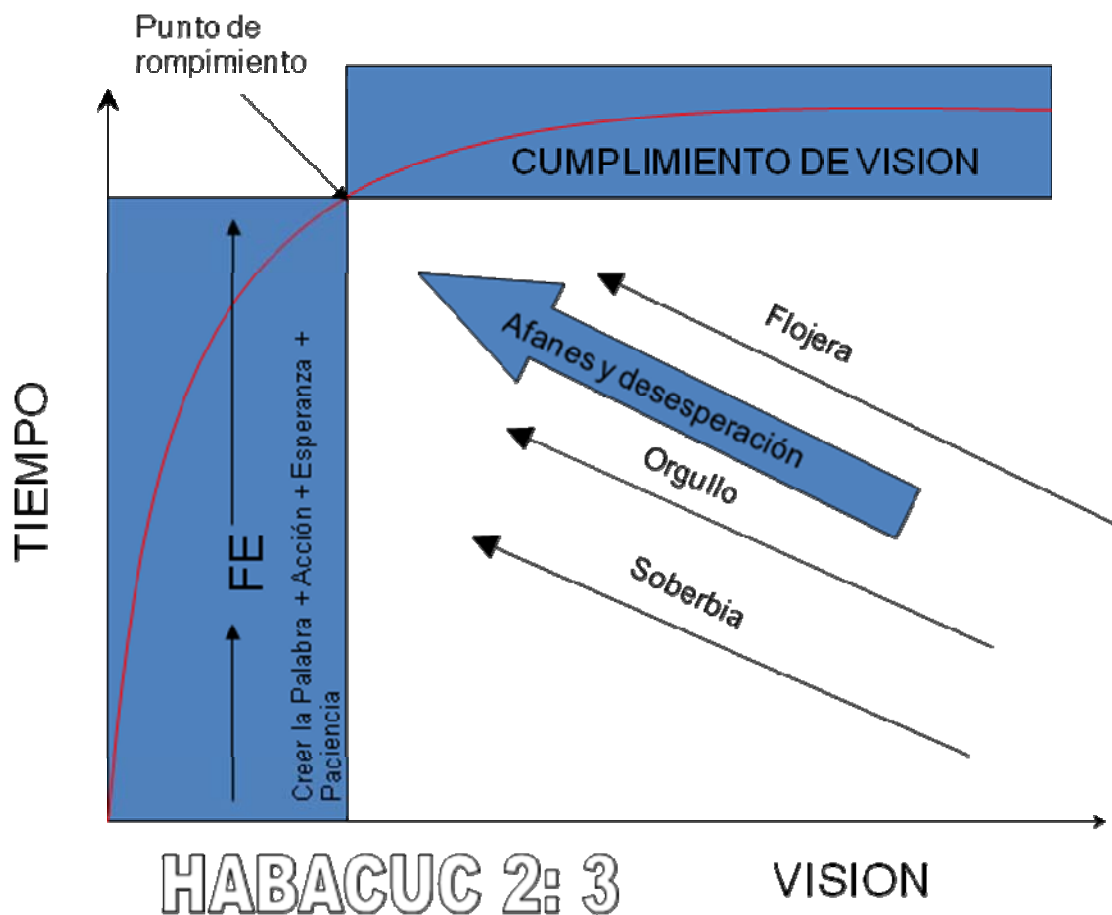 Punto de
rompimiento
CUMPLIMIENTO DE VISION
Flojera
Afanes y desesperación
Orgullo
Soberbia
TIEMPO
FE
Creer la Palabra + Acción + Esperanza +
Paciencia
HABACUC 2: 3
VISION